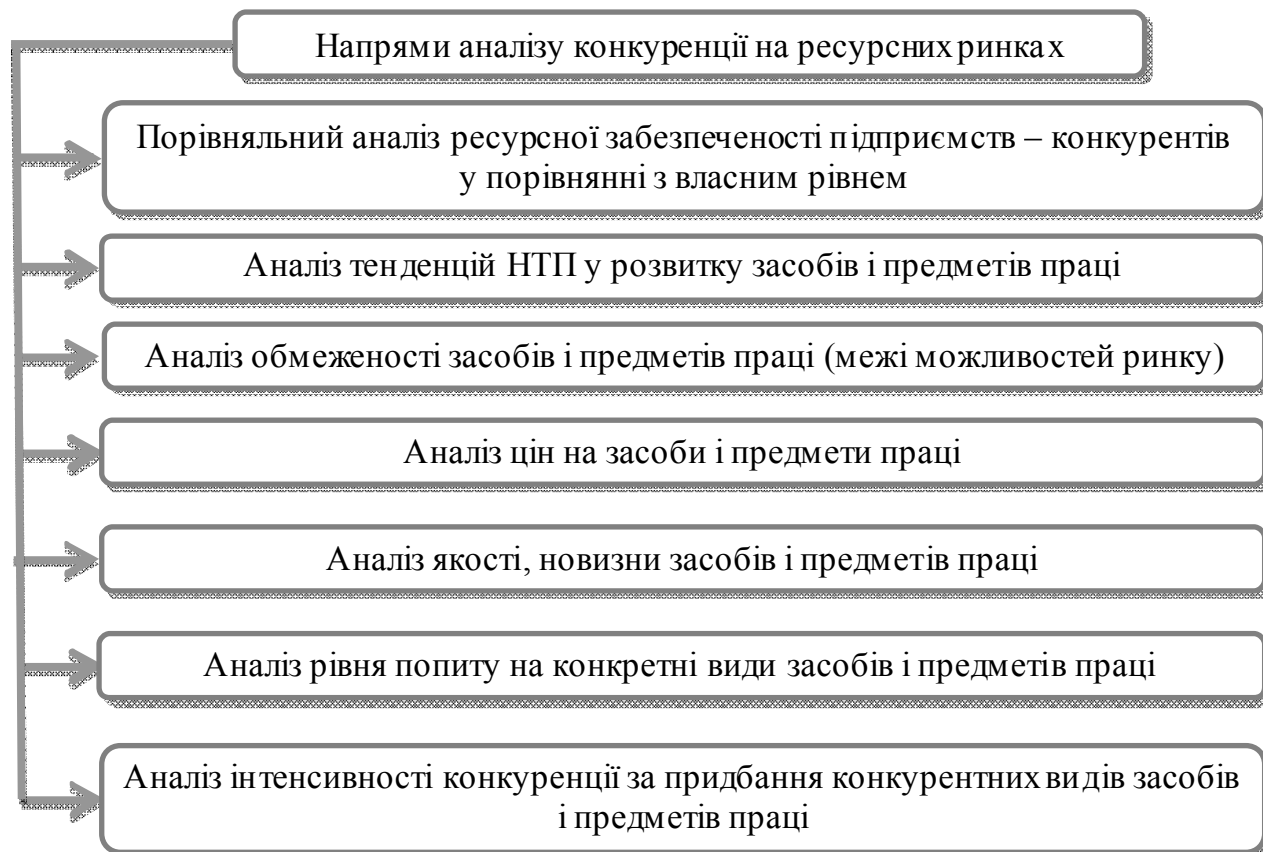 Напрями аналізу конкуренції на ресурсних ринках
Порівняльний аналіз ресурсної забезпеченості підприємств – конкурентів
у порівнянні з власним рівнем
Аналіз тенденцій НТП у розвитку засобів і предметів праці
Аналіз обмеженості засобів і предметів праці (межі можливостей ринку)
Аналіз цін на засоби і предмети праці
Аналіз якості, новизни засобів і предметів праці
Аналіз рівня попиту на конкретні види засобів і предметів праці
Аналіз інтенсивності конкуренції за придбання конкурентних видів засобів
і предметів праці